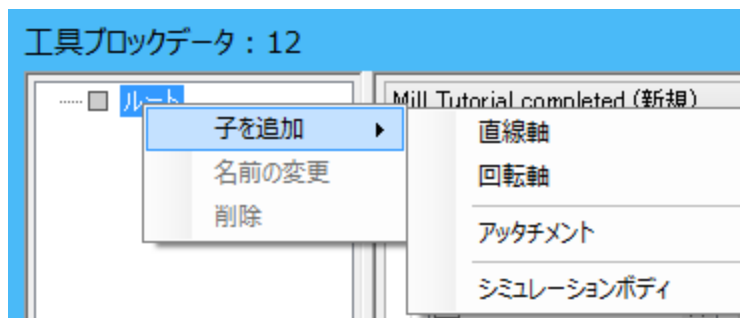 工具ブロックデータ：12
ルート
Mill Tutorial completed (新規)
子を追加
名前の変更
削除
直線軸
回転軸
アッタチメント
シミュレーションボディ